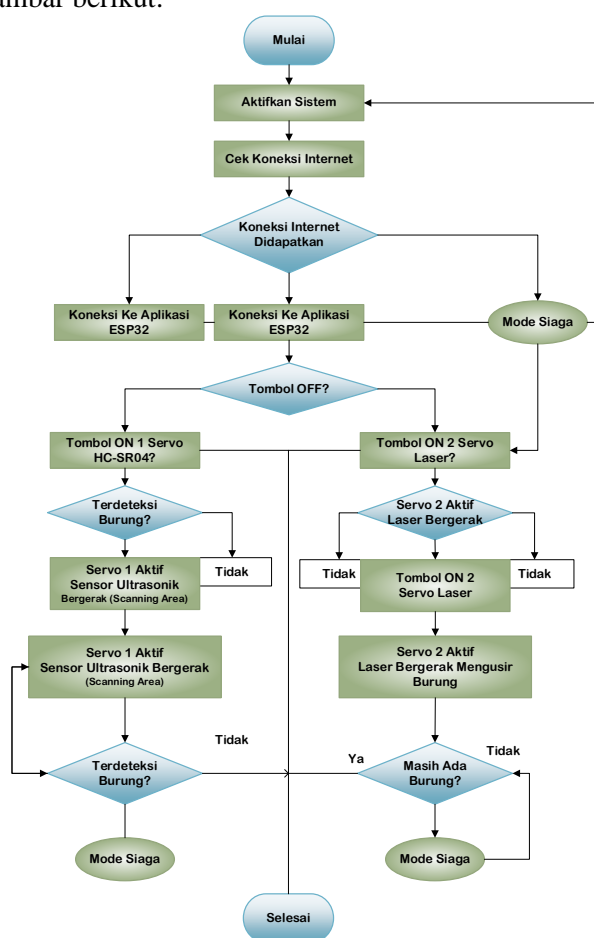 ambar berikut:
Mulai
Aktifkan Sistem
Cek Koneksi Internet
Koneksi Internet
Didapatkan
Koneksi Ke Aplikasi
ESP32
Koneksi Ke Aplikasi
ESP32
Mode Siaga
Tombol OFF?
Tombol ON 1 Servo
HC-SR04?
Tombol ON 2 Servo
Laser?
Terdeteksi
Burung?
Servo 2 Aktif
Laser Bergerak
Servo 1 Aktif
Sensor Ultrasonik
Bergerak (Scanning Area)
Tidak
Tidak
Tombol ON 2
Servo Laser
Tidak
Servo 1 Aktif
Sensor Ultrasonik Bergerak
(Scanning Area)
Servo 2 Aktif
Laser Bergerak Mengusir
Burung
Terdeteksi
Burung?
Tidak
Ya
Masih Ada
Burung?
Tidak
Mode Siaga
Mode Siaga
Selesai